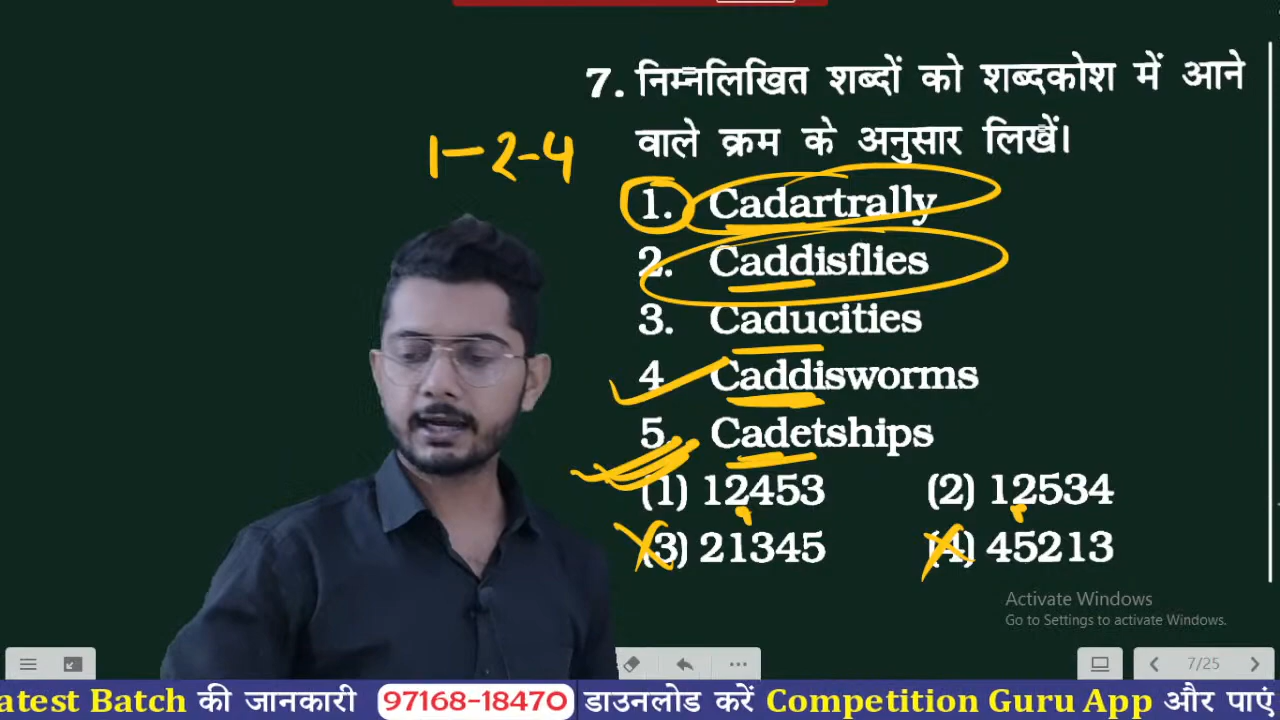 7. निम्नलिखित शब्दों को शब्दकोश में आने
वाले क्रम के अनुसार लिखें।
1-2-4
1. Cadartrally
2. Caddisflies
3. Caducities
4 Caddisworms
5. Cadetships
(1) 12453 (2) 12534
(3) 21345 (4) 45213
Activate Windows
Go to Settings to activate Windows.
7/25
atest Batch की जानकारी 97168-18470 डाउनलोड करें Competition Guru App और पाएं